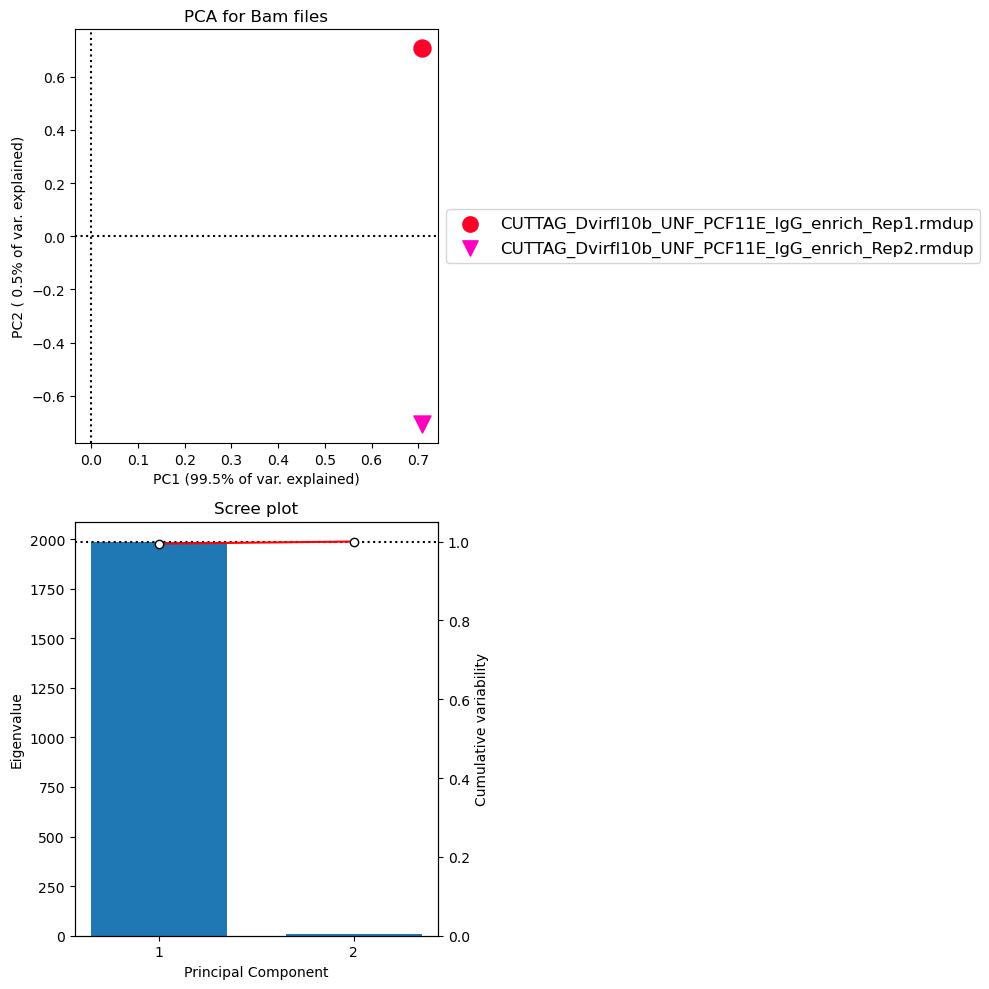 PCA for Bam files
0.6
0.4
0.2
0.0
−0.2
−0.4
−0.6
PC2 ( 0.5% of var. explained)
0.0 0.1 0.2 0.3 0.4 0.5 0.6 0.7
PC1 (99.5% of var. explained)
CUTTAG_Dvirfl10b_UNF_PCF11E_IgG_enrich_Rep1.rmdup
CUTTAG_Dvirfl10b_UNF_PCF11E_IgG_enrich_Rep2.rmdup
Scree plot
2000
1750
1500
1250
1000
750
500
250
0
Eigenvalue
1.0
0.8
0.6
0.4
0.2
0.0
Cumulative variability
1 2
Principal Component